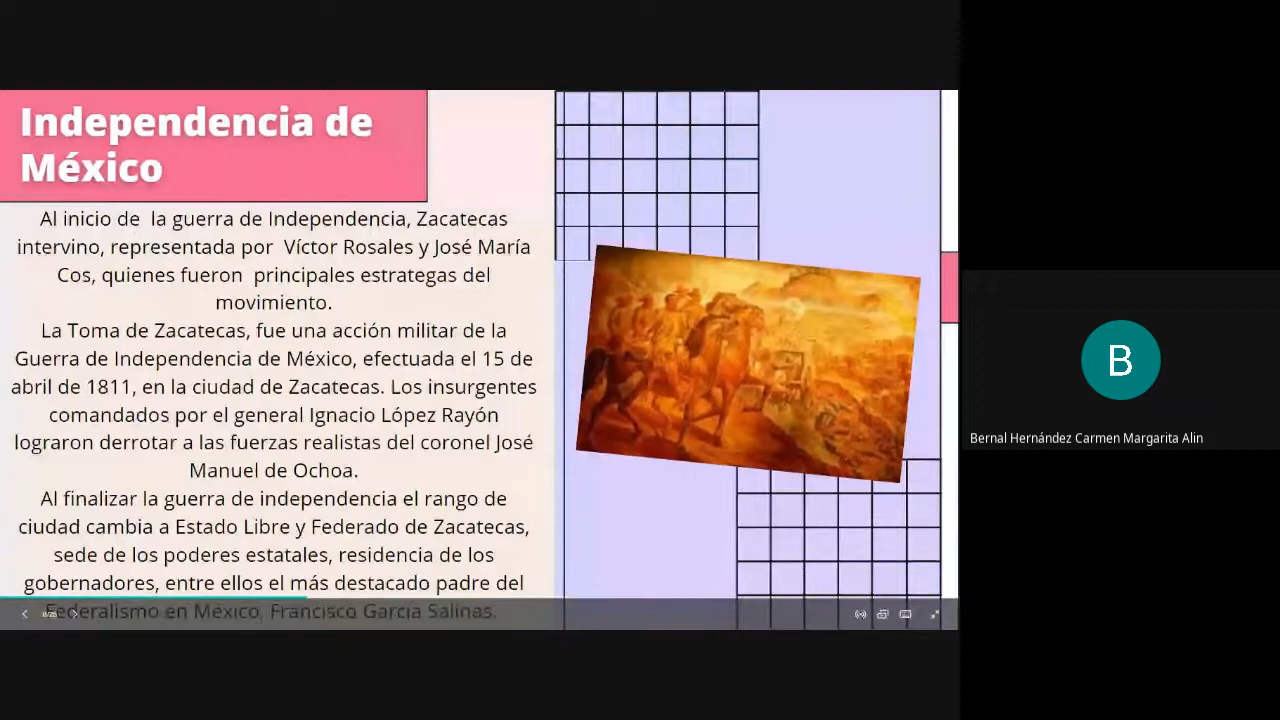 Independencia de
México
Al inicio de la guerra de Independencia, Zacatecas
intervino, representada por Víctor Rosales y José María
Cos, quienes fueron principales estrategas del
movimiento.
La Toma de Zacatecas, fue una acción militar de la
Guerra de Independencia de México, efectuada el 15 de
abril de 1811, en la ciudad de Zacatecas. Los insurgentes
comandados por el general Ignacio López Rayón
lograron derrotar a las fuerzas realistas del coronel José
Manuel de Ochoa.
Al finalizar la guerra de independencia el rango de
ciudad cambia a Estado Libre y Federado de Zacatecas,
sede de los poderes estatales, residencia de los
gobernadores, entre ellos el más destacado padre del
Federalismo en México, Francisco García Salinas.
B
Bernal Hernández Carmen Margarita Alin